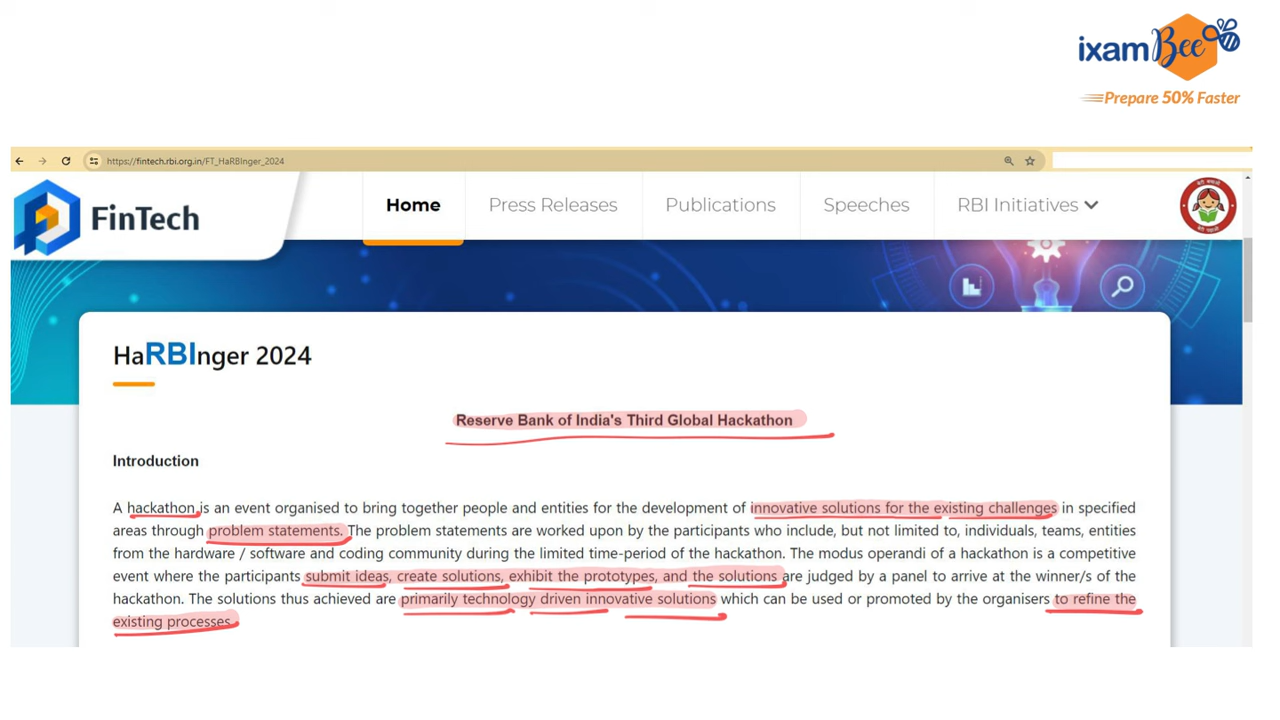 ixamBee
Prepare 50% Faster
https://fintech.rbi.org.in/FT_HaRBInger_2024
FinTech
Home
Press Releases
Publications
Speeches
RBI Initiatives
HaRBInger 2024
Reserve Bank of India's Third Global Hackathon
Introduction
A hackathon is an event organised to bring together people and entities for the development of innovative solutions for the existing challenges in specified
areas through problem statements. The problem statements are worked upon by the participants who include, but not limited to, individuals, teams, entities
from the hardware / software and coding community during the limited time-period of the hackathon. The modus operandi of a hackathon is a competitive
event where the participants submit ideas, create solutions, exhibit the prototypes, and the solutions are judged by a panel to arrive at the winner/s of the
hackathon. The solutions thus achieved are primarily technology driven innovative solutions which can be used or promoted by the organisers to refine the
existing processes.